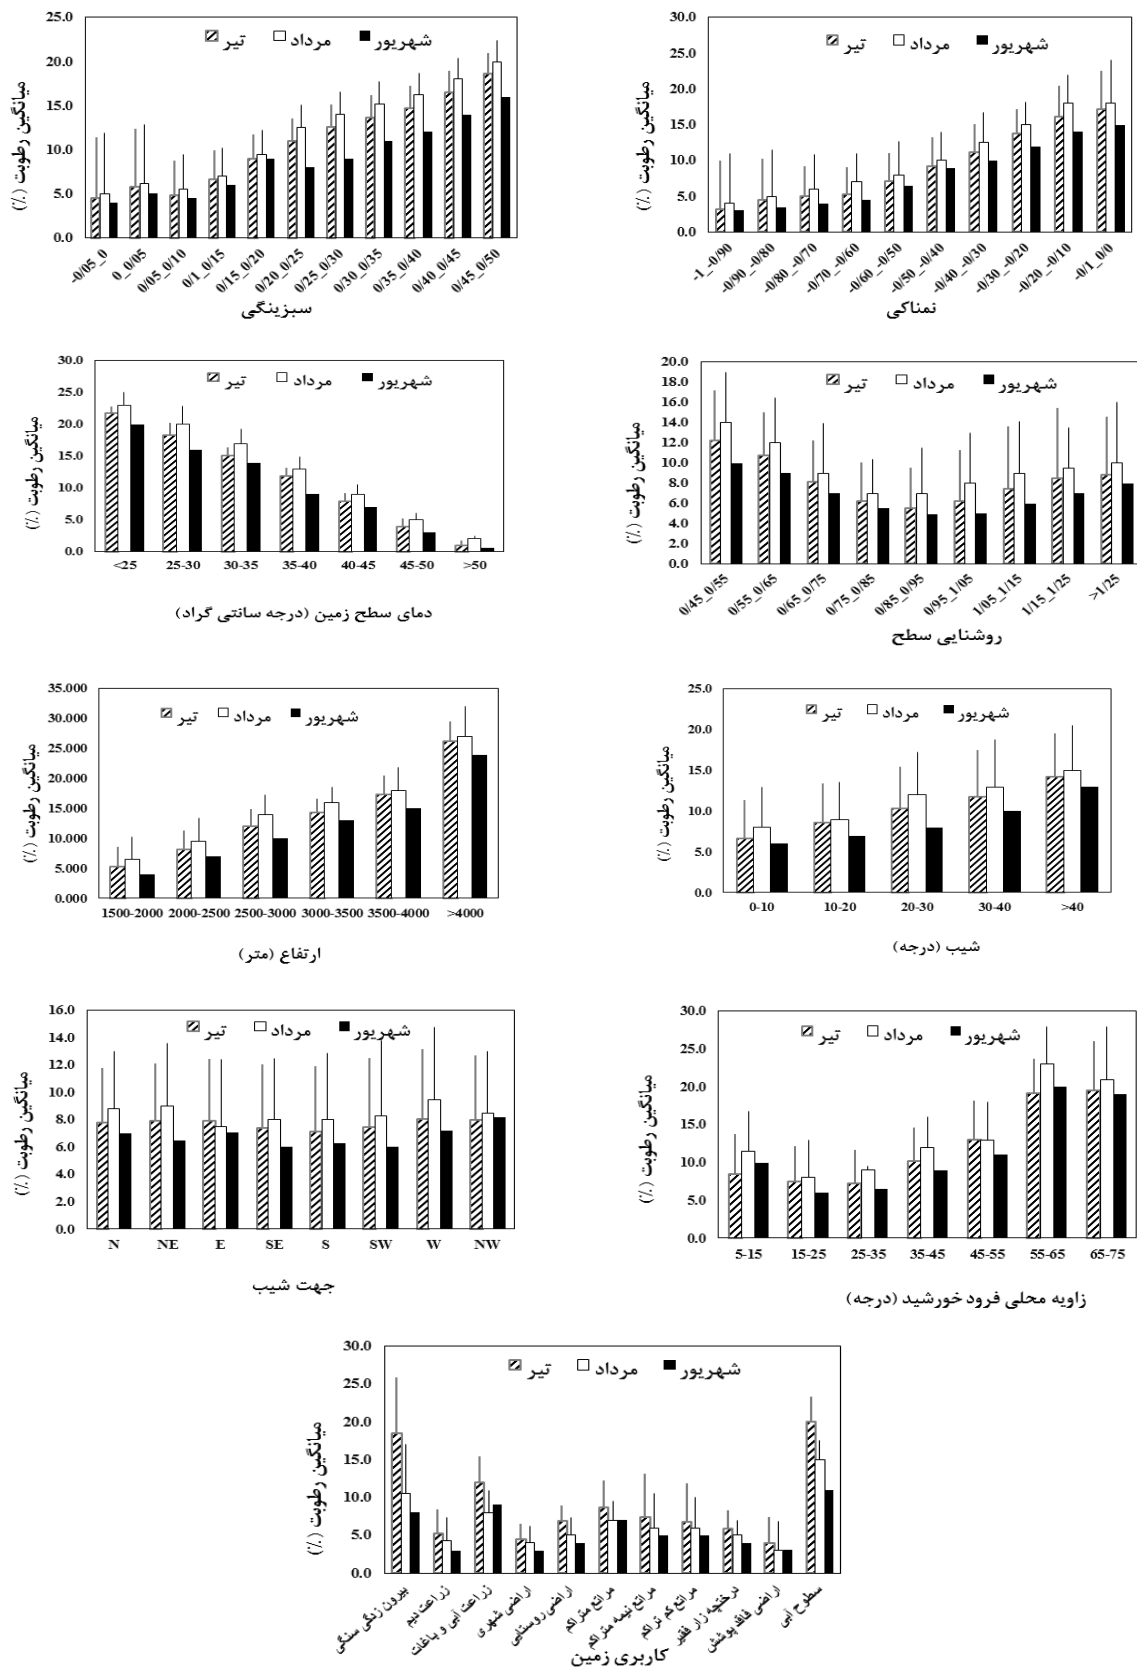 25.0
20.0
15.0
10.0
5.0
0.0
میانگین رطوبت (٪)
تیر مرداد شهریور
-0/05_0 0_0/05 0/05_0/10 0/1_0/15 0/15_0/20 0/20_0/25 0/25_0/30 0/30_0/35 0/35_0/40 0/40_0/45 0/45_0/50
سبزینگی
30.0
25.0
20.0
15.0
10.0
5.0
0.0
میانگین رطوبت (٪)
تیر مرداد شهریور
-1_-0/90 -0/90_-0/80 -0/80_-0/70 -0/70_-0/60 -0/60_-0/50 -0/50_-0/40 -0/40_-0/30 -0/30_-0/20 -0/20_-0/10 -0/1_0/0
نمناکی
30.0
25.0
20.0
15.0
10.0
5.0
0.0
میانگین رطوبت (٪)
تیر مرداد شهریور
<25 25-30 30-35 35-40 40-45 45-50 >50
دمای سطح زمین (درجه سانتی گراد)
20.0
18.0
16.0
14.0
12.0
10.0
8.0
6.0
4.0
2.0
0.0
میانگین رطوبت (٪)
تیر مرداد شهریور
0/45_0/55 0/55_0/65 0/65_0/75 0/75_0/85 0/85_0/95 0/95_1/05 1/05_1/15 1/15_1/25 >1/25
روشنایی سطح
35.000
30.000
25.000
20.000
15.000
10.000
5.000
0.000
میانگین رطوبت (٪)
تیر مرداد شهریور
1500-2000 2000-2500 2500-3000 3000-3500 3500-4000 >4000
ارتفاع (متر)
25.0
20.0
15.0
10.0
5.0
0.0
میانگین رطوبت (٪)
تیر مرداد شهریور
0-10 10-20 20-30 30-40 >40
شیب (درجه)
16.0
14.0
12.0
10.0
8.0
6.0
4.0
2.0
0.0
میانگین رطوبت (٪)
تیر مرداد شهریور
N NE E SE S SW W NW
جهت شیب
30.0
25.0
20.0
15.0
10.0
5.0
0.0
میانگین رطوبت (٪)
تیر مرداد شهریور
5-15 15-25 25-35 35-45 45-55 55-65 65-75
زاویه محلی فرود خورشید (درجه)
30.0
25.0
20.0
15.0
10.0
5.0
0.0
میانگین رطوبت (٪)
تیر مرداد شهریور
بیرون زدگی سنگی
زراعت دیم
زراعت آبی و باغات
اراضی شهری
اراضی روستایی
مراتع متراکم
مراتع نیمه متراکم
مراتع کم تراکم
درختچه زار فقیر
اراضی فاقد پوشش
سطوح آبی
کاربری زمین